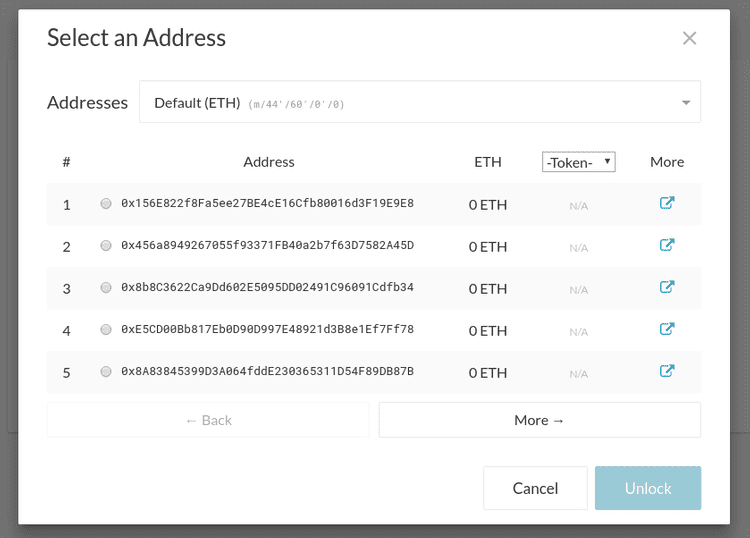 Select an Address
Addresses Default (ETH) (m/44'/60'/0'/0)
# Address ETH -Token- More
1 0x156E822f8Fa5ee27BE4cE16Cfb80016d3F19E9E8 0 ETH N/A
2 0x456a8949267055f93371FB40a2b7f63D7582A45D 0 ETH N/A
3 0x8b8C3622Ca9Dd602E5095DD02491C96091Cdfb34 0 ETH N/A
4 0xE5CD00Bb817Eb0D90D997E48921d3B8e1Ef7Ff78 0 ETH N/A
5 0x8A83845399D3A064fddE230365311D54F89DB87B 0 ETH N/A
← Back More →
Cancel Unlock